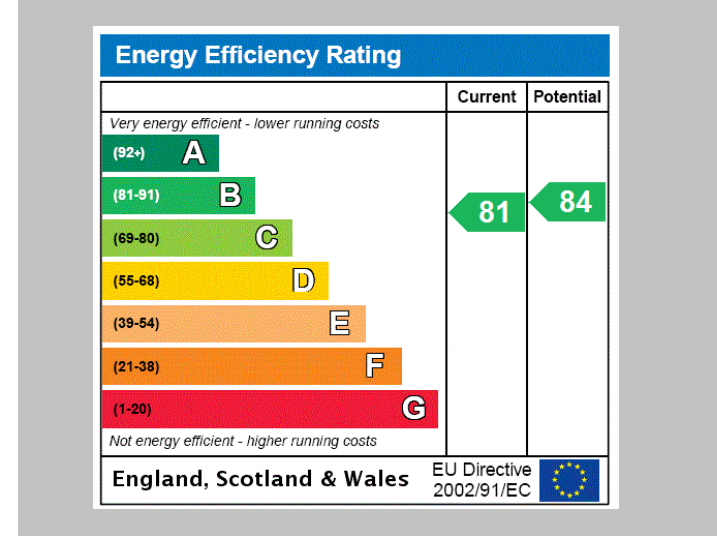 Energy Efficiency Rating
Current Potential
Very energy efficient - lower running costs
(92+) A
(81-91) B
81 84
(69-80) C
(55-68) D
(39-54) E
(21-38) F
(1-20) G
Not energy efficient - higher running costs
England, Scotland & Wales
EU Directive
2002/91/EC